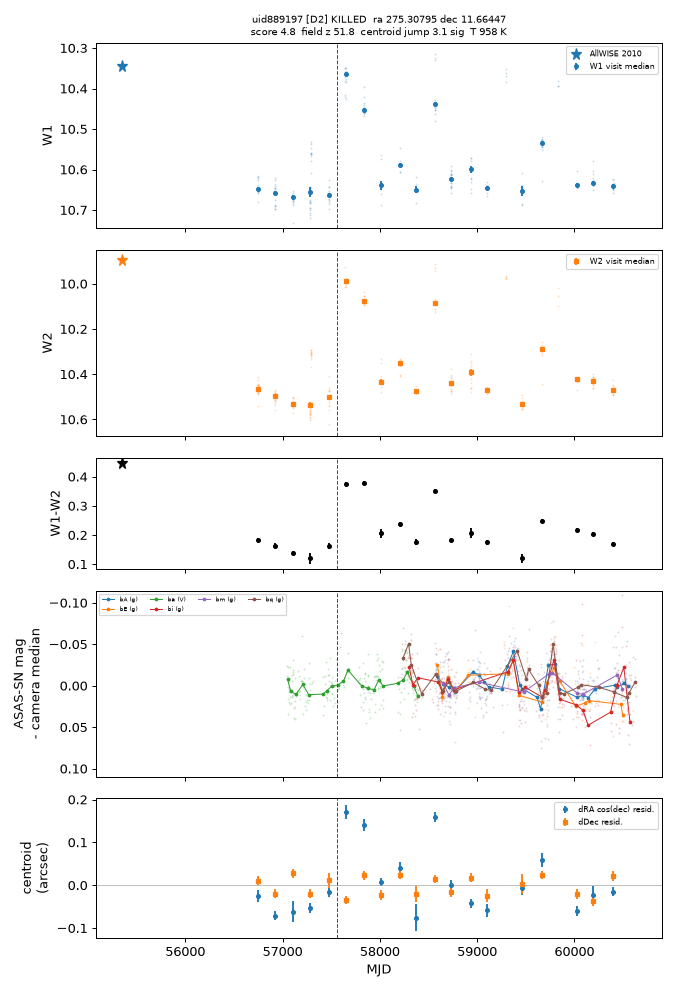 uid889197 [D2] KILLED  ra 275.30795 dec 11.66447
score 4.8  field z 51.8  centroid jump 3.1 sig  T 958 K
W1
10.3
10.4
10.5
10.6
10.7
AllWISE 2010
W1 visit median
W2
10.0
10.2
10.4
10.6
W2 visit median
W1-W2
0.4
0.3
0.2
0.1
ASAS-SN mag
- camera median
−0.10
−0.05
0.00
0.05
0.10
bA (g)
bE (g)
ba (V)
bi (g)
bm (g)
bq (g)
centroid
(arcsec)
0.2
0.1
0.0
−0.1
dRA cos(dec) resid.
dDec resid.
56000
57000
58000
59000
60000
MJD